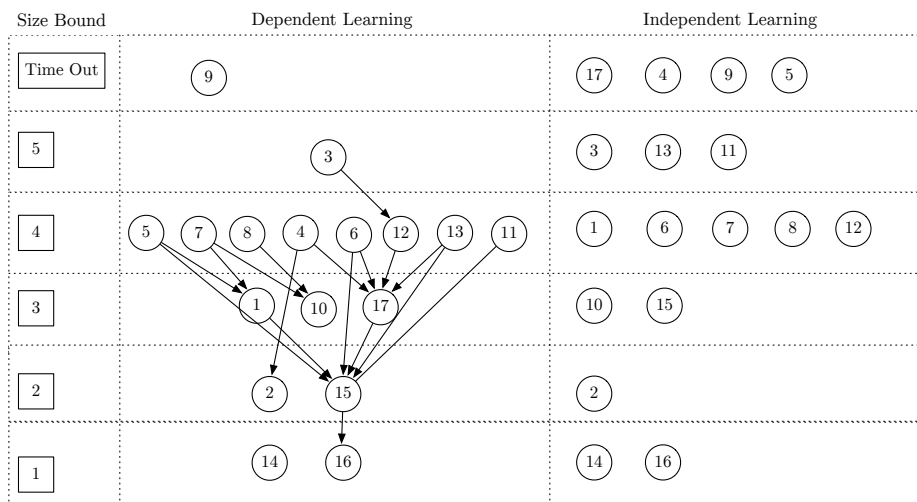 Size Bound Dependent Learning Independent Learning
Time Out 9 17 4 9 5
5 3 3 13 11
4 5 7 8 4 6 12 13 11 1 6 7 8 12
3 1 10 17 10 15
2 2 15 2
1 14 16 14 16